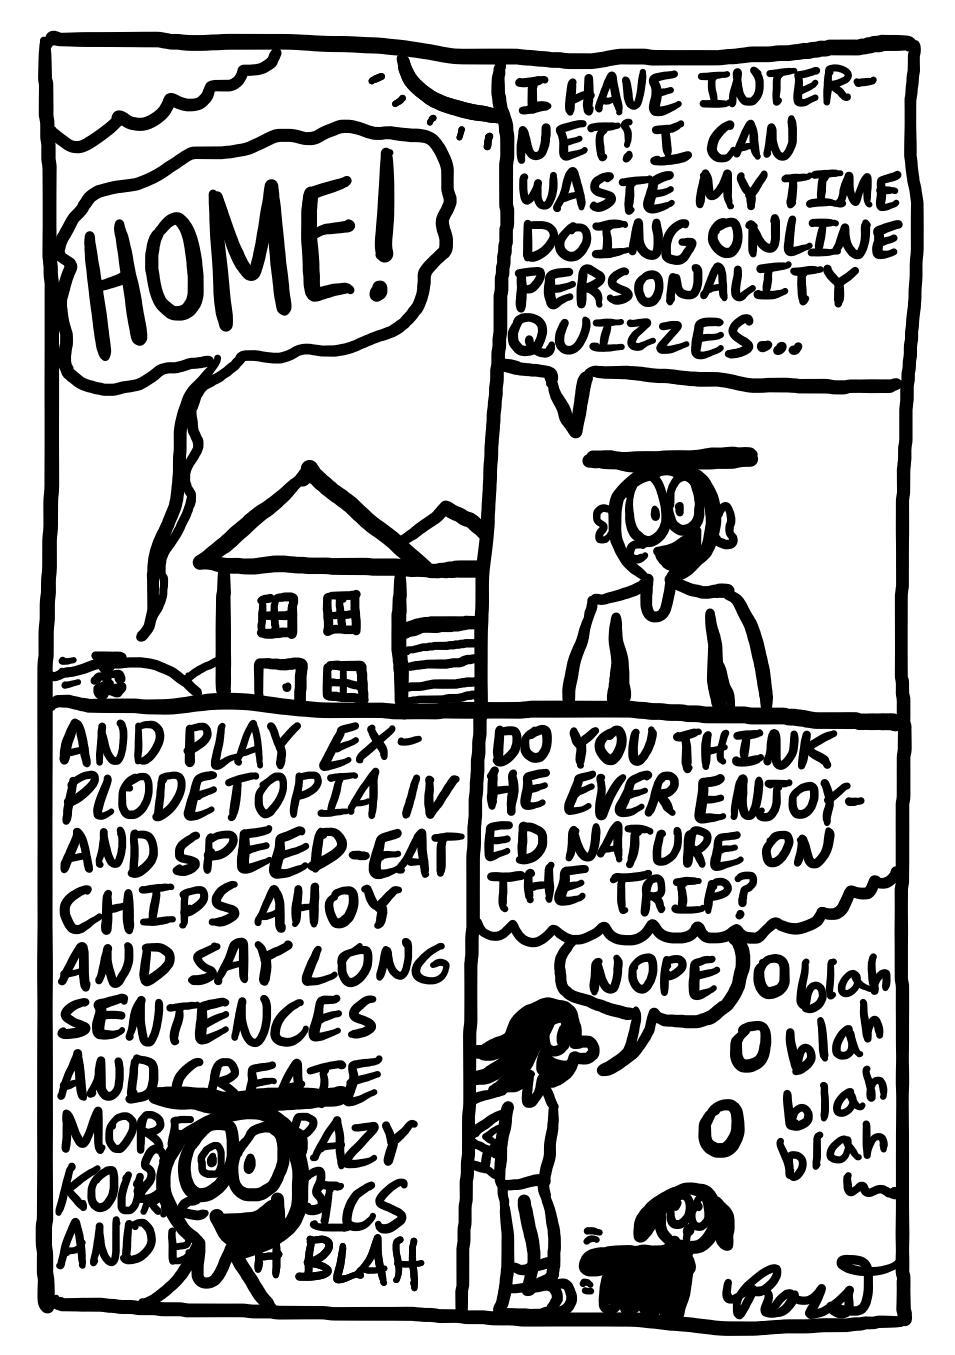 HOME!
I HAVE INTER-
NET! I CAN
WASTE MY TIME
DOING ONLINE
PERSONALITY
QUIZZES...
AND PLAY EX-
PLODETOPIA IV
AND SPEED-EAT
CHIPS AHOY
AND SAY LONG
SENTENCES
AND CREATE
MORE
AND
BLAH
DO YOU THINK
HE EVER ENJOY-
ED NATURE ON
THE TRIP?
NOPE
blah
blah
blah
blah
Ross